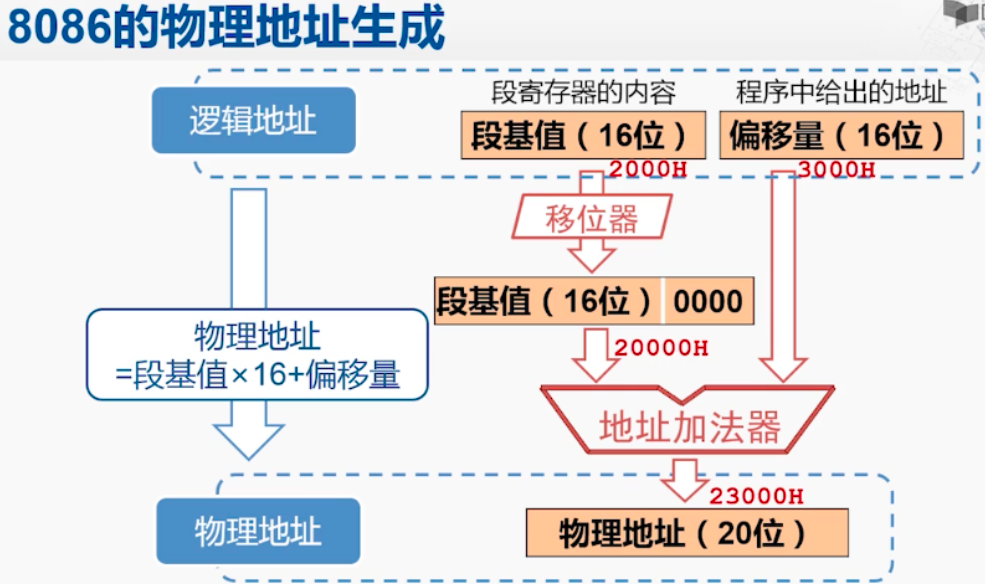 8086的物理地址生成
段寄存器的内容
程序中给出的地址
逻辑地址
段基值（16位）
偏移量（16位）
2000H
3000H
移位器
段基值（16位）
0000
物理地址
=段基值×16+偏移量
20000H
地址加法器
23000H
物理地址
物理地址（20位）